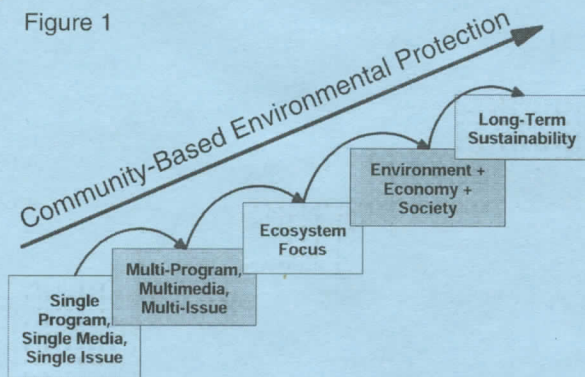 Figure 1
Community-Based Environmental Protection
Single
Program,
Single Media,
Single Issue
Multi-Program,
Multimedia,
Multi-Issue
Ecosystem
Focus
Environment +
Economy +
Society
Long-Term
Sustainability